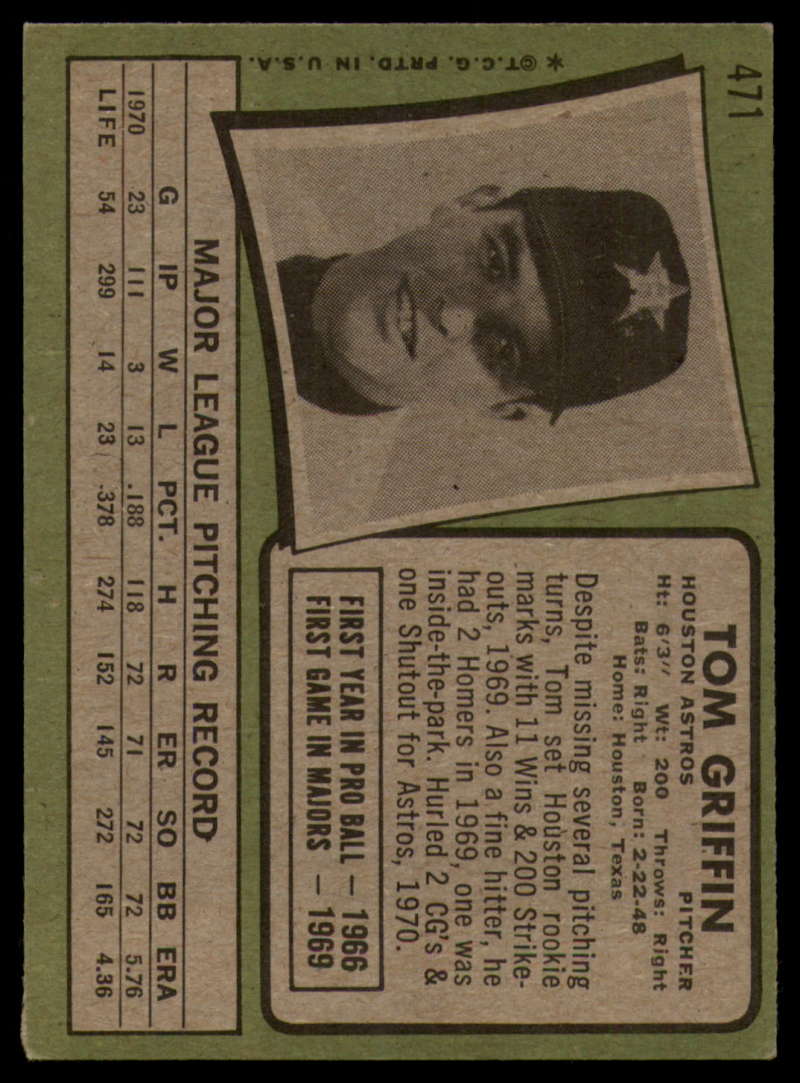 471
TOM GRIFFIN
HOUSTON ASTROS PITCHER
Ht: 6'3" Wt: 200 Throws: Right
Bats: Right Born: 2-22-48
Home: Houston, Texas
Despite missing several pitching
turns, Tom set Houston rookie
marks with 11 Wins & 200 Strike-
outs, 1969. Also a fine hitter, he
had 2 Homers in 1969, one was
inside-the-park. Hurled 2 CG's &
one Shutout for Astros, 1970.
FIRST YEAR IN PRO BALL — 1966
FIRST GAME IN MAJORS — 1969
MAJOR LEAGUE PITCHING RECORD
G IP W L PCT. H R ER SO BB ERA
1970 23 111 3 13 .188 118 72 71 72 72 5.76
LIFE 54 299 14 23 .378 274 152 145 272 165 4.36
*©T.C.G. PRTD. IN U.S.A.